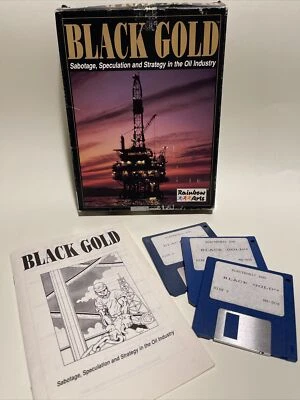 BLACK GOLD
Sabotage, Speculation and Strategy in the Oil Industry
Rainbow
Arts
BLACK GOLD
Sabotage, Speculation and Strategy in the Oil Industry
BLACK GOLD
BLACK GOLD